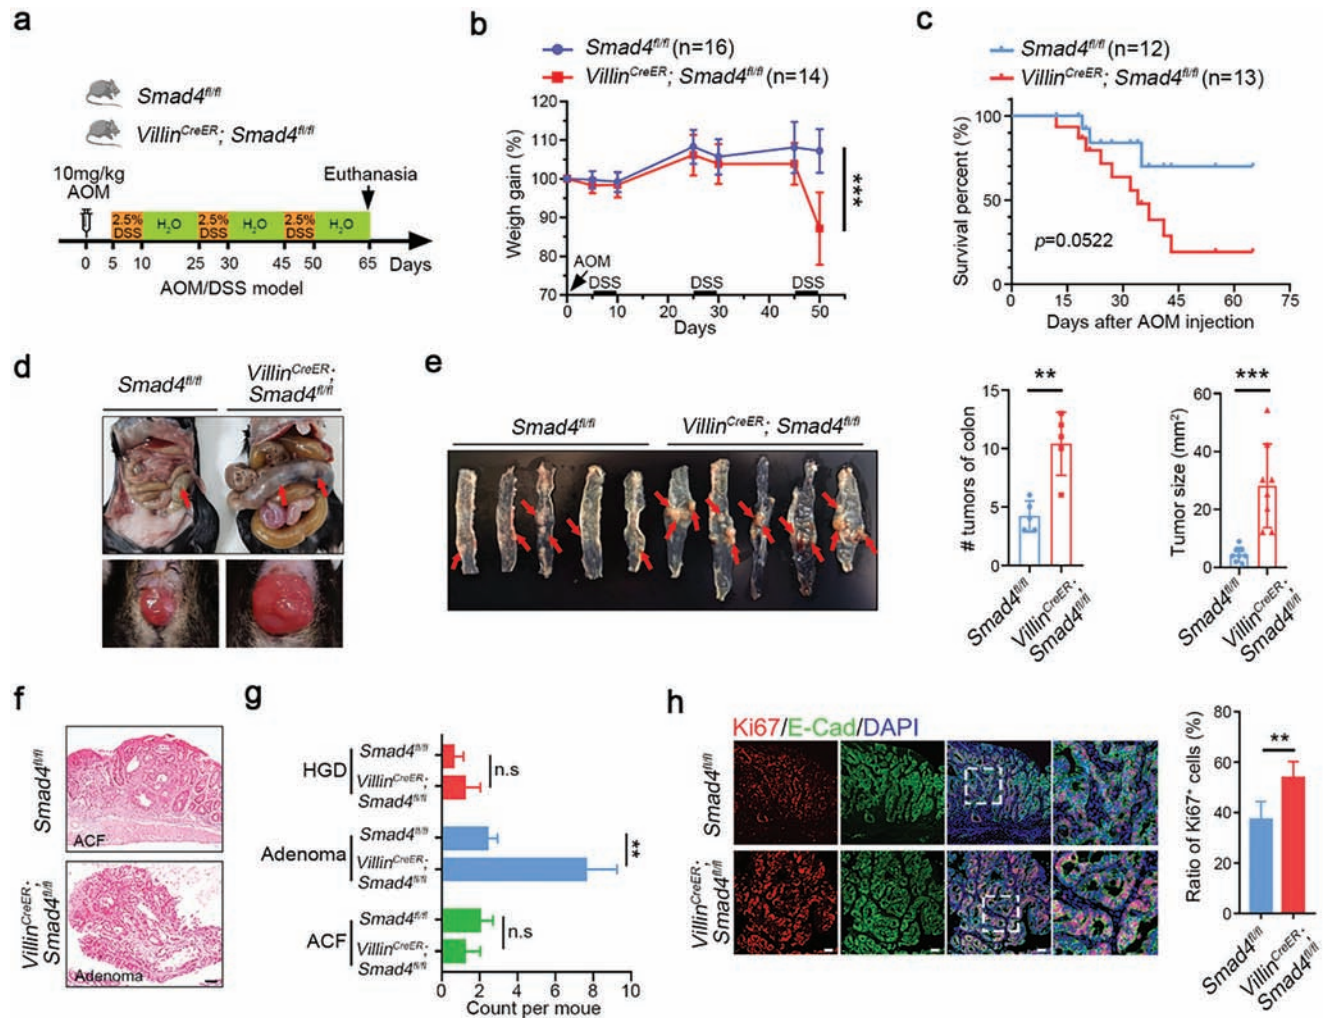 a
Smad4fl/fl
VillinCreER; Smad4fl/fl
10mg/kg
AOM
Euthanasia
2.5%
DSS
H2O
2.5%
DSS
H2O
2.5%
DSS
H2O
0 5 10 25 30 45 50 65 Days
AOM/DSS model
b
Smad4fl/fl (n=16)
VillinCreER; Smad4fl/fl (n=14)
Weigh gain (%)
120
110
100
90
80
70
***
AOM
DSS DSS DSS
0 10 20 30 40 50
Days
c
Smad4fl/fl (n=12)
VillinCreER; Smad4fl/fl (n=13)
Survival percent (%)
100
50
0
p=0.0522
0 15 30 45 60 75
Days after AOM injection
d
Smad4fl/fl
VillinCreER;
Smad4fl/fl
e
Smad4fl/fl
VillinCreER; Smad4fl/fl
# tumors of colon
15
10
5
0
**
Smad4fl/fl
VillinCreER;
Smad4fl/fl
Tumor size (mm2)
60
40
20
0
***
Smad4fl/fl
VillinCreER;
Smad4fl/fl
f
Smad4fl/fl
ACF
VillinCreER;
Smad4fl/fl
Adenoma
g
HGD
Smad4fl/fl
VillinCreER;
Smad4fl/fl
n.s
Adenoma
Smad4fl/fl
VillinCreER;
Smad4fl/fl
**
ACF
Smad4fl/fl
VillinCreER;
Smad4fl/fl
n.s
0 2 4 6 8 10
Count per moue
h
Ki67/E-Cad/DAPI
Smad4fl/fl
VillinCreER;
Smad4fl/fl
Ratio of Ki67+ cells (%)
80
60
40
20
0
**
Smad4fl/fl
VillinCreER;
Smad4fl/fl